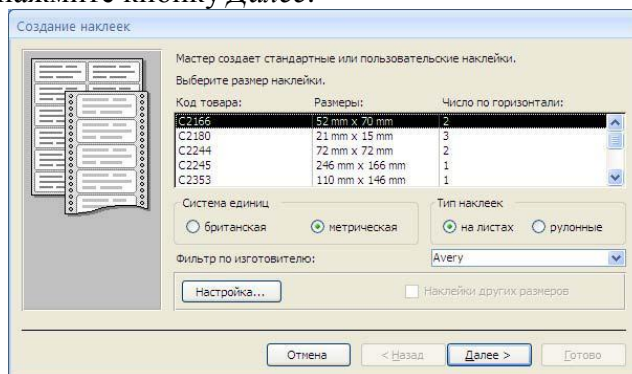 нажмите кнопку Далее.
Создание наклеек
Мастер создает стандартные или пользовательские наклейки.
Выберите размер наклейки.
Код товара: Размеры: Число по горизонтали:
C2166 52 mm x 70 mm 2
C2180 21 mm x 15 mm 3
C2244 72 mm x 72 mm 2
C2245 246 mm x 166 mm 1
C2353 110 mm x 146 mm 1
Система единиц Тип наклеек
британская метрическая на листах рулонные
Фильтр по изготовителю: Avery
Настройка... Наклейки других размеров
Отмена < Назад Далее > Готово